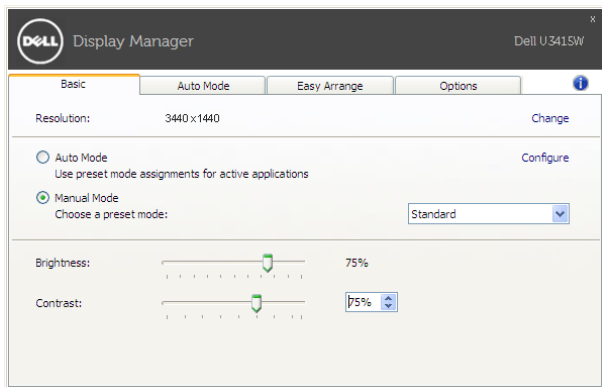 x
DELL Display Manager Dell U3415W
Basic Auto Mode Easy Arrange Options i
Resolution: 3440 x 1440 Change
Auto Mode Configure
Use preset mode assignments for active applications
Manual Mode
Choose a preset mode: Standard
Brightness: 75%
Contrast: 75%